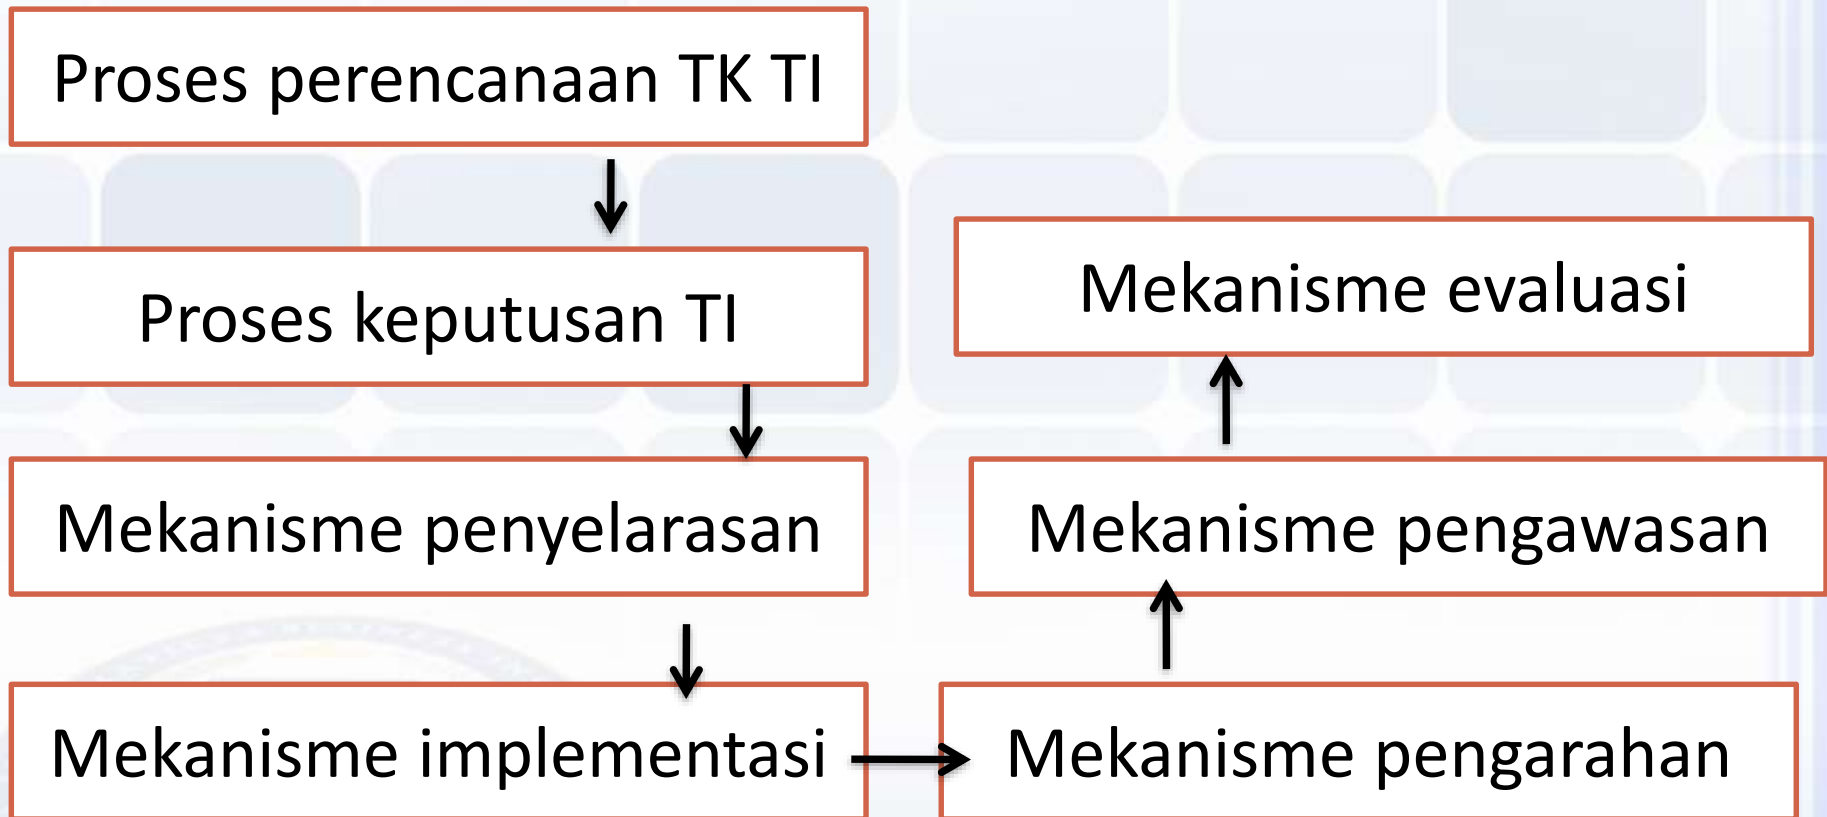 Proses perencanaan TK TI
Proses keputusan TI
Mekanisme penyelarasan
Mekanisme implementasi
Mekanisme pengarahan
Mekanisme pengawasan
Mekanisme evaluasi